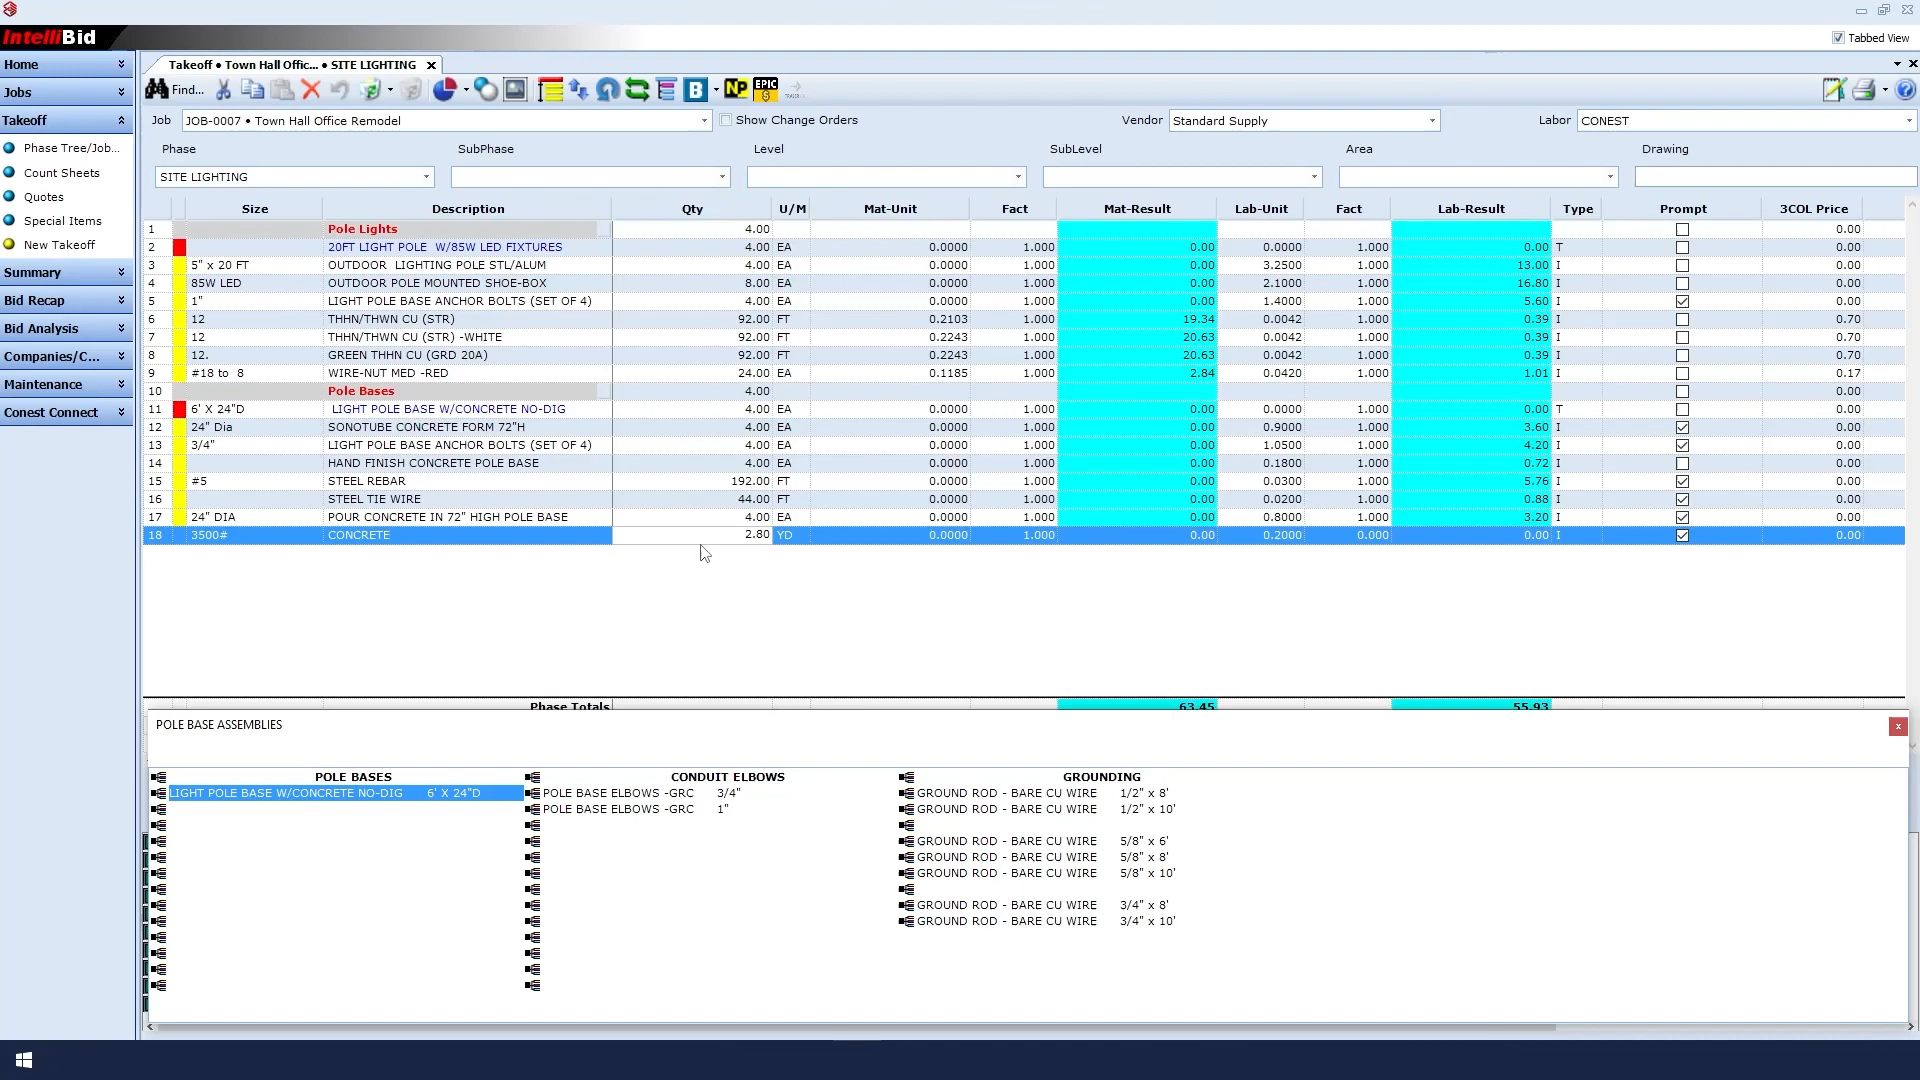 IntelliBid
Tabbed View
Home
Jobs
Takeoff
Phase Tree/Job...
Count Sheets
Quotes
Special Items
New Takeoff
Summary
Bid Recap
Bid Analysis
Companies/C...
Maintenance
Conest Connect
Takeoff • Town Hall Offic... • SITE LIGHTING
Find... B NP EPIC $
Job JOB-0007 • Town Hall Office Remodel Show Change Orders Vendor Standard Supply Labor CONEST
Phase SubPhase Level SubLevel Area Drawing
SITE LIGHTING
Size Description Qty U/M Mat-Unit Fact Mat-Result Lab-Unit Fact Lab-Result Type Prompt 3COL Price
1 Pole Lights 4.00 0.00
2 20FT LIGHT POLE W/85W LED FIXTURES 4.00 EA 0.0000 1.000 0.00 0.0000 1.000 0.00 T 0.00
3 5" x 20 FT OUTDOOR LIGHTING POLE STL/ALUM 4.00 EA 0.0000 1.000 0.00 3.2500 1.000 13.00 I 0.00
4 85W LED OUTDOOR POLE MOUNTED SHOE-BOX 8.00 EA 0.0000 1.000 0.00 2.1000 1.000 16.80 I 0.00
5 1" LIGHT POLE BASE ANCHOR BOLTS (SET OF 4) 4.00 EA 0.0000 1.000 0.00 1.4000 1.000 5.60 I 0.00
6 12 THHN/THWN CU (STR) 92.00 FT 0.2103 1.000 19.34 0.0042 1.000 0.39 I 0.70
7 12 THHN/THWN CU (STR) -WHITE 92.00 FT 0.2243 1.000 20.63 0.0042 1.000 0.39 I 0.70
8 12. GREEN THHN CU (GRD 20A) 92.00 FT 0.2243 1.000 20.63 0.0042 1.000 0.39 I 0.70
9 #18 to 8 WIRE-NUT MED -RED 24.00 EA 0.1185 1.000 2.84 0.0420 1.000 1.01 I 0.17
10 Pole Bases 4.00 0.00
11 6' X 24"D LIGHT POLE BASE W/CONCRETE NO-DIG 4.00 EA 0.0000 1.000 0.00 0.0000 1.000 0.00 T 0.00
12 24" Dia SONOTUBE CONCRETE FORM 72"H 4.00 EA 0.0000 1.000 0.00 0.9000 1.000 3.60 I 0.00
13 3/4" LIGHT POLE BASE ANCHOR BOLTS (SET OF 4) 4.00 EA 0.0000 1.000 0.00 1.0500 1.000 4.20 I 0.00
14 HAND FINISH CONCRETE POLE BASE 4.00 EA 0.0000 1.000 0.00 0.1800 1.000 0.72 I 0.00
15 #5 STEEL REBAR 192.00 FT 0.0000 1.000 0.00 0.0300 1.000 5.76 I 0.00
16 STEEL TIE WIRE 44.00 FT 0.0000 1.000 0.00 0.0200 1.000 0.88 I 0.00
17 24" DIA POUR CONCRETE IN 72" HIGH POLE BASE 4.00 EA 0.0000 1.000 0.00 0.8000 1.000 3.20 I 0.00
18 3500# CONCRETE 2.80 YD 0.0000 1.000 0.00 0.2000 0.000 0.00 I 0.00
Phase Totals 63.45 55.93
POLE BASE ASSEMBLIES
POLE BASES CONDUIT ELBOWS GROUNDING
LIGHT POLE BASE W/CONCRETE NO-DIG 6' X 24"D POLE BASE ELBOWS -GRC 3/4" GROUND ROD - BARE CU WIRE 1/2" x 8'
POLE BASE ELBOWS -GRC 1" GROUND ROD - BARE CU WIRE 1/2" x 10'
GROUND ROD - BARE CU WIRE 5/8" x 6'
GROUND ROD - BARE CU WIRE 5/8" x 8'
GROUND ROD - BARE CU WIRE 5/8" x 10'
GROUND ROD - BARE CU WIRE 3/4" x 8'
GROUND ROD - BARE CU WIRE 3/4" x 10'